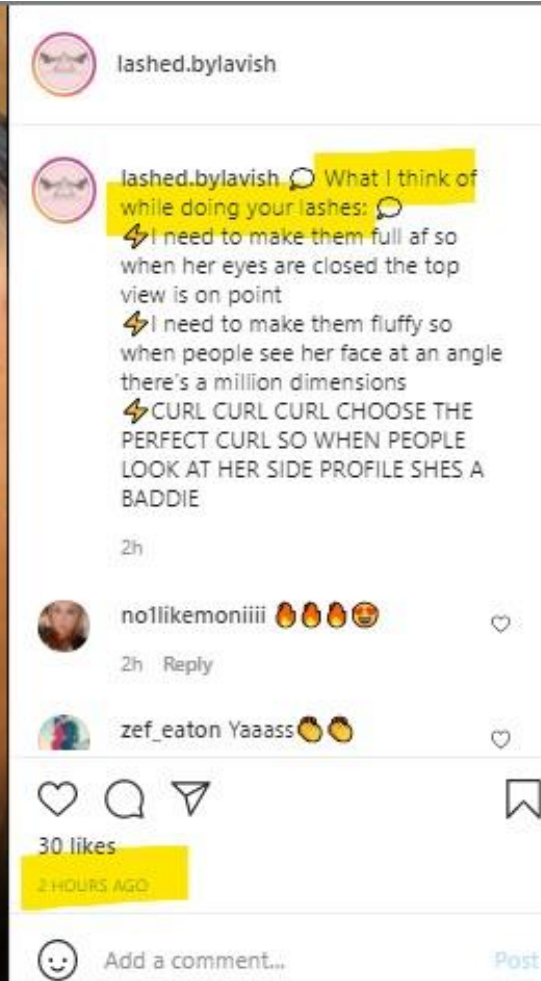 lashed.bylavish
lashed.bylavish 💭 What I think of
while doing your lashes: 💭
⚡I need to make them full af so
when her eyes are closed the top
view is on point
⚡I need to make them fluffy so
when people see her face at an angle
there's a million dimensions
⚡CURL CURL CURL CHOOSE THE
PERFECT CURL SO WHEN PEOPLE
LOOK AT HER SIDE PROFILE SHES A
BADDIE
2h
no1likemoniiii 🔥🔥🔥😍
2h Reply
zef_eaton Yaaass👏👏
30 likes
2 HOURS AGO
Add a comment...
Post